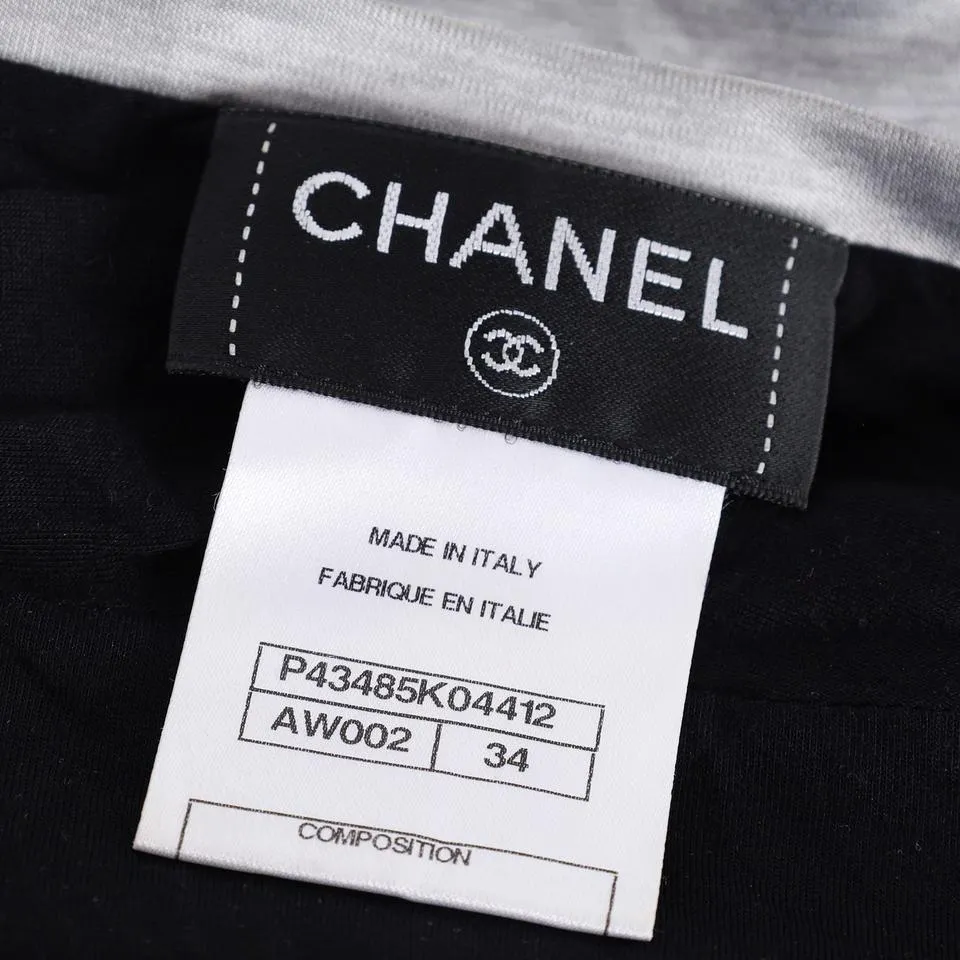 CHANEL
MADE IN ITALY
FABRIQUE EN ITALIE
P43485K04412
AW002 34
COMPOSITION